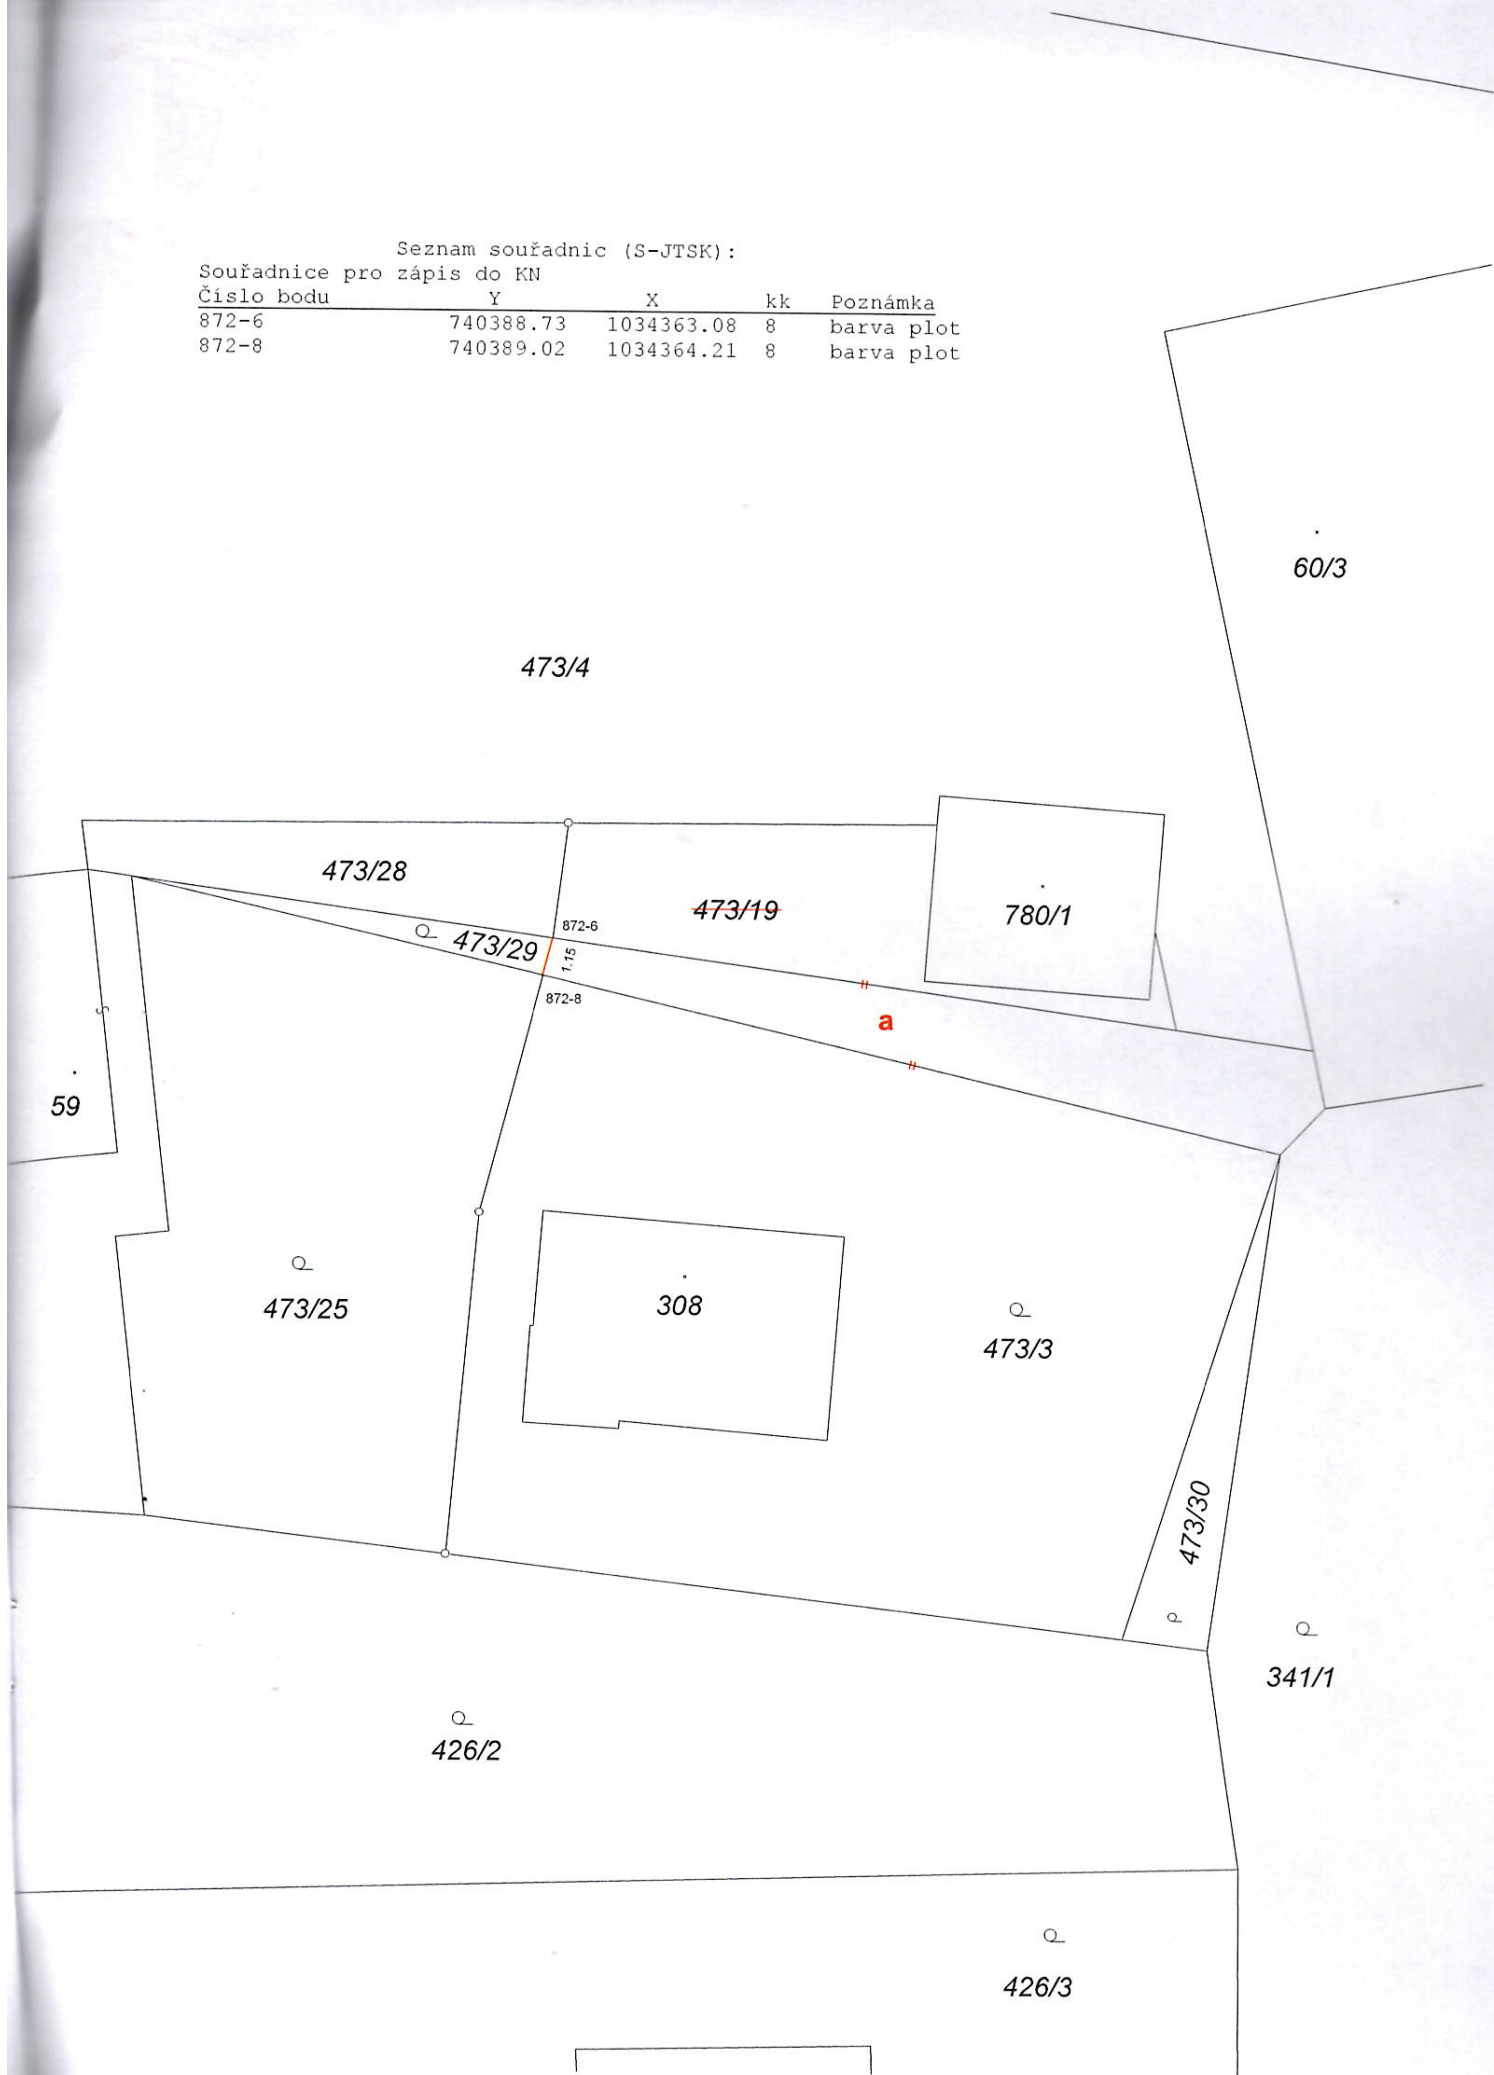 Seznam souřadnic (S-JTSK):
Souřadnice pro zápis do KN
Číslo bodu Y X kk Poznámka
872-6 740388.73 1034363.08 8 barva plot
872-8 740389.02 1034364.21 8 barva plot
60/3
473/4
473/28
473/19
780/1
872-6
473/29
1.15
872-8
a
59
473/25
308
473/3
473/30
341/1
426/2
426/3